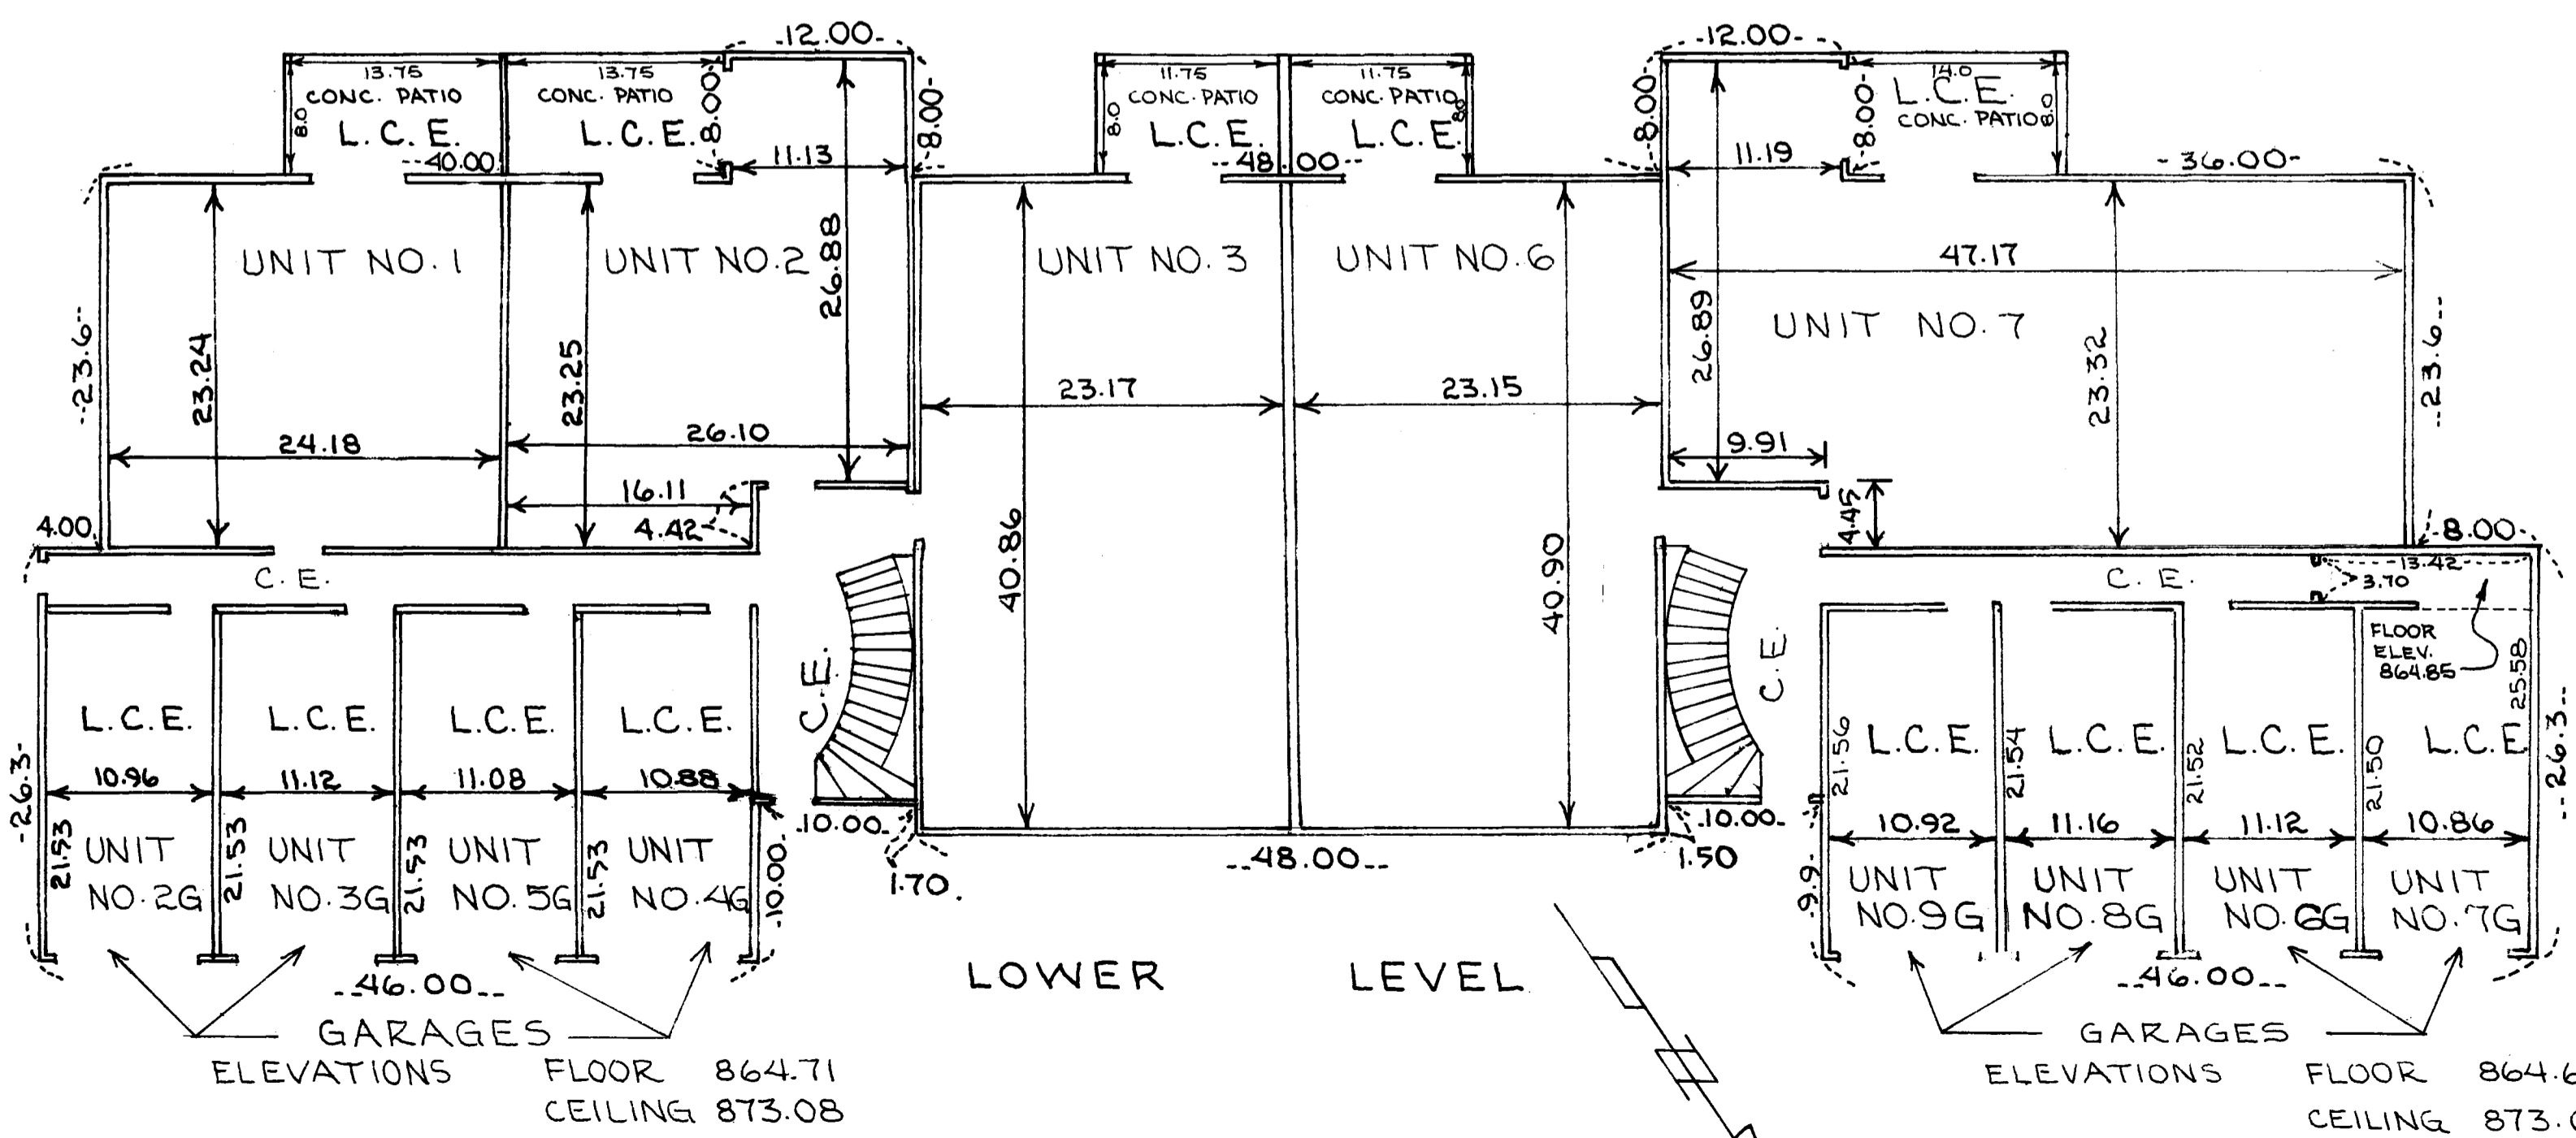 -12.00-
-12.00-
13.75
CONC. PATIO
L.C.E.
8.0
13.75
CONC. PATIO
L.C.E.
-8.00-
-8.00-
11.75
CONC. PATIO
L.C.E.
8.0
11.75
CONC. PATIO
L.C.E.
8.0
-8.00-
-8.00-
14.0
L.C.E.
CONC. PATIO
8.0
--40.00
11.13
--48.00--
11.19
-36.00-
UNIT NO. 1
UNIT NO. 2
UNIT NO. 3
UNIT NO. 6
UNIT NO. 7
47.17
--23.6--
23.24
23.25
26.88
26.89
23.32
--23.6--
24.18
26.10
23.17
23.15
9.91
16.11
4.42
4.45
4.00
-8.00-
40.86
40.90
C.E.
C.E.
--13.42--
3.70
FLOOR
ELEV.
864.85
C.E.
C.E.
L.C.E.
L.C.E.
L.C.E.
L.C.E.
L.C.E.
L.C.E.
L.C.E.
L.C.E
-26.3-
21.56
21.54
21.52
21.50
25.58
--26.3--
10.96
11.12
11.08
10.88
10.92
11.16
11.12
10.86
21.53
21.53
21.53
21.53
UNIT
NO. 2G
UNIT
NO. 3G
UNIT
NO. 5G
UNIT
NO. 4G
-10.00-
-10.00-
1.70.
--48.00--
1.50
-10.00-
-9.9-
UNIT
NO. 9G
UNIT
NO. 8G
UNIT
NO. 6G
UNIT
NO. 7G
LOWER LEVEL
--46.00--
--46.00--
GARAGES
ELEVATIONS FLOOR 864.71
CEILING 873.08
GARAGES
ELEVATIONS FLOOR 864.6
CEILING 873.